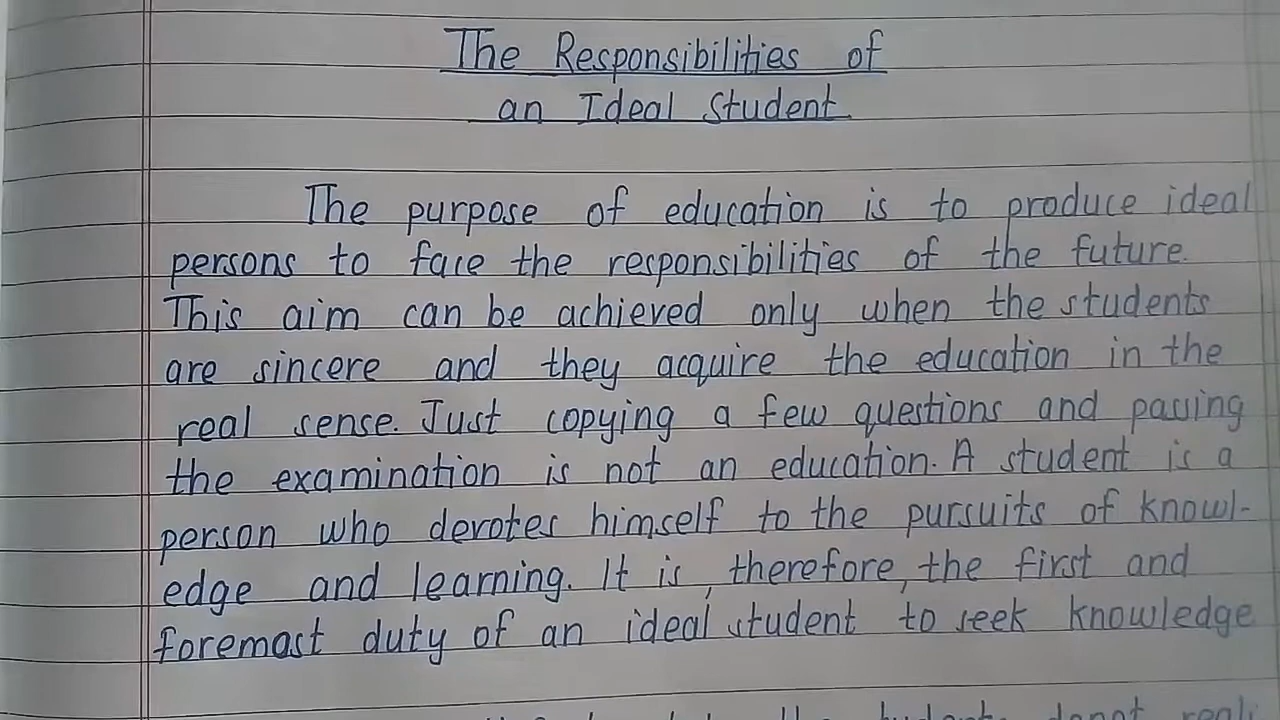 The Responsibilities of
an Ideal Student
The purpose of education is to produce ideal
persons to face the responsibilities of the future.
This aim can be achieved only when the students
are sincere and they acquire the education in the
real sense. Just copying a few questions and passing
the examination is not an education. A student is a
person who devotes himself to the pursuits of knowl-
edge and learning. It is, therefore, the first and
foremost duty of an ideal student to seek knowledge